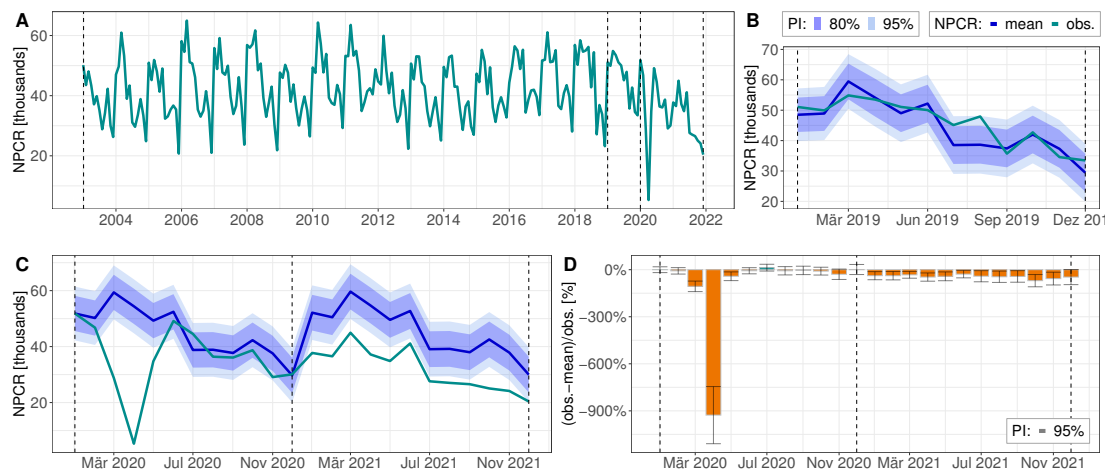 A
NPCR [thousands]
60
40
20
2004 2006 2008 2010 2012 2014 2016 2018 2020 2022
B
PI: 80% 95% NPCR: mean obs.
NPCR [thousands]
70
60
50
40
30
20
Mär 2019 Jun 2019 Sep 2019 Dez 201
C
NPCR [thousands]
60
40
20
Mär 2020 Jul 2020 Nov 2020 Mär 2021 Jul 2021 Nov 2021
D
(obs.−mean)/obs. [%]
0%
−300%
−600%
−900%
PI: 95%
Mär 2020 Jul 2020 Nov 2020 Mär 2021 Jul 2021 Nov 2021